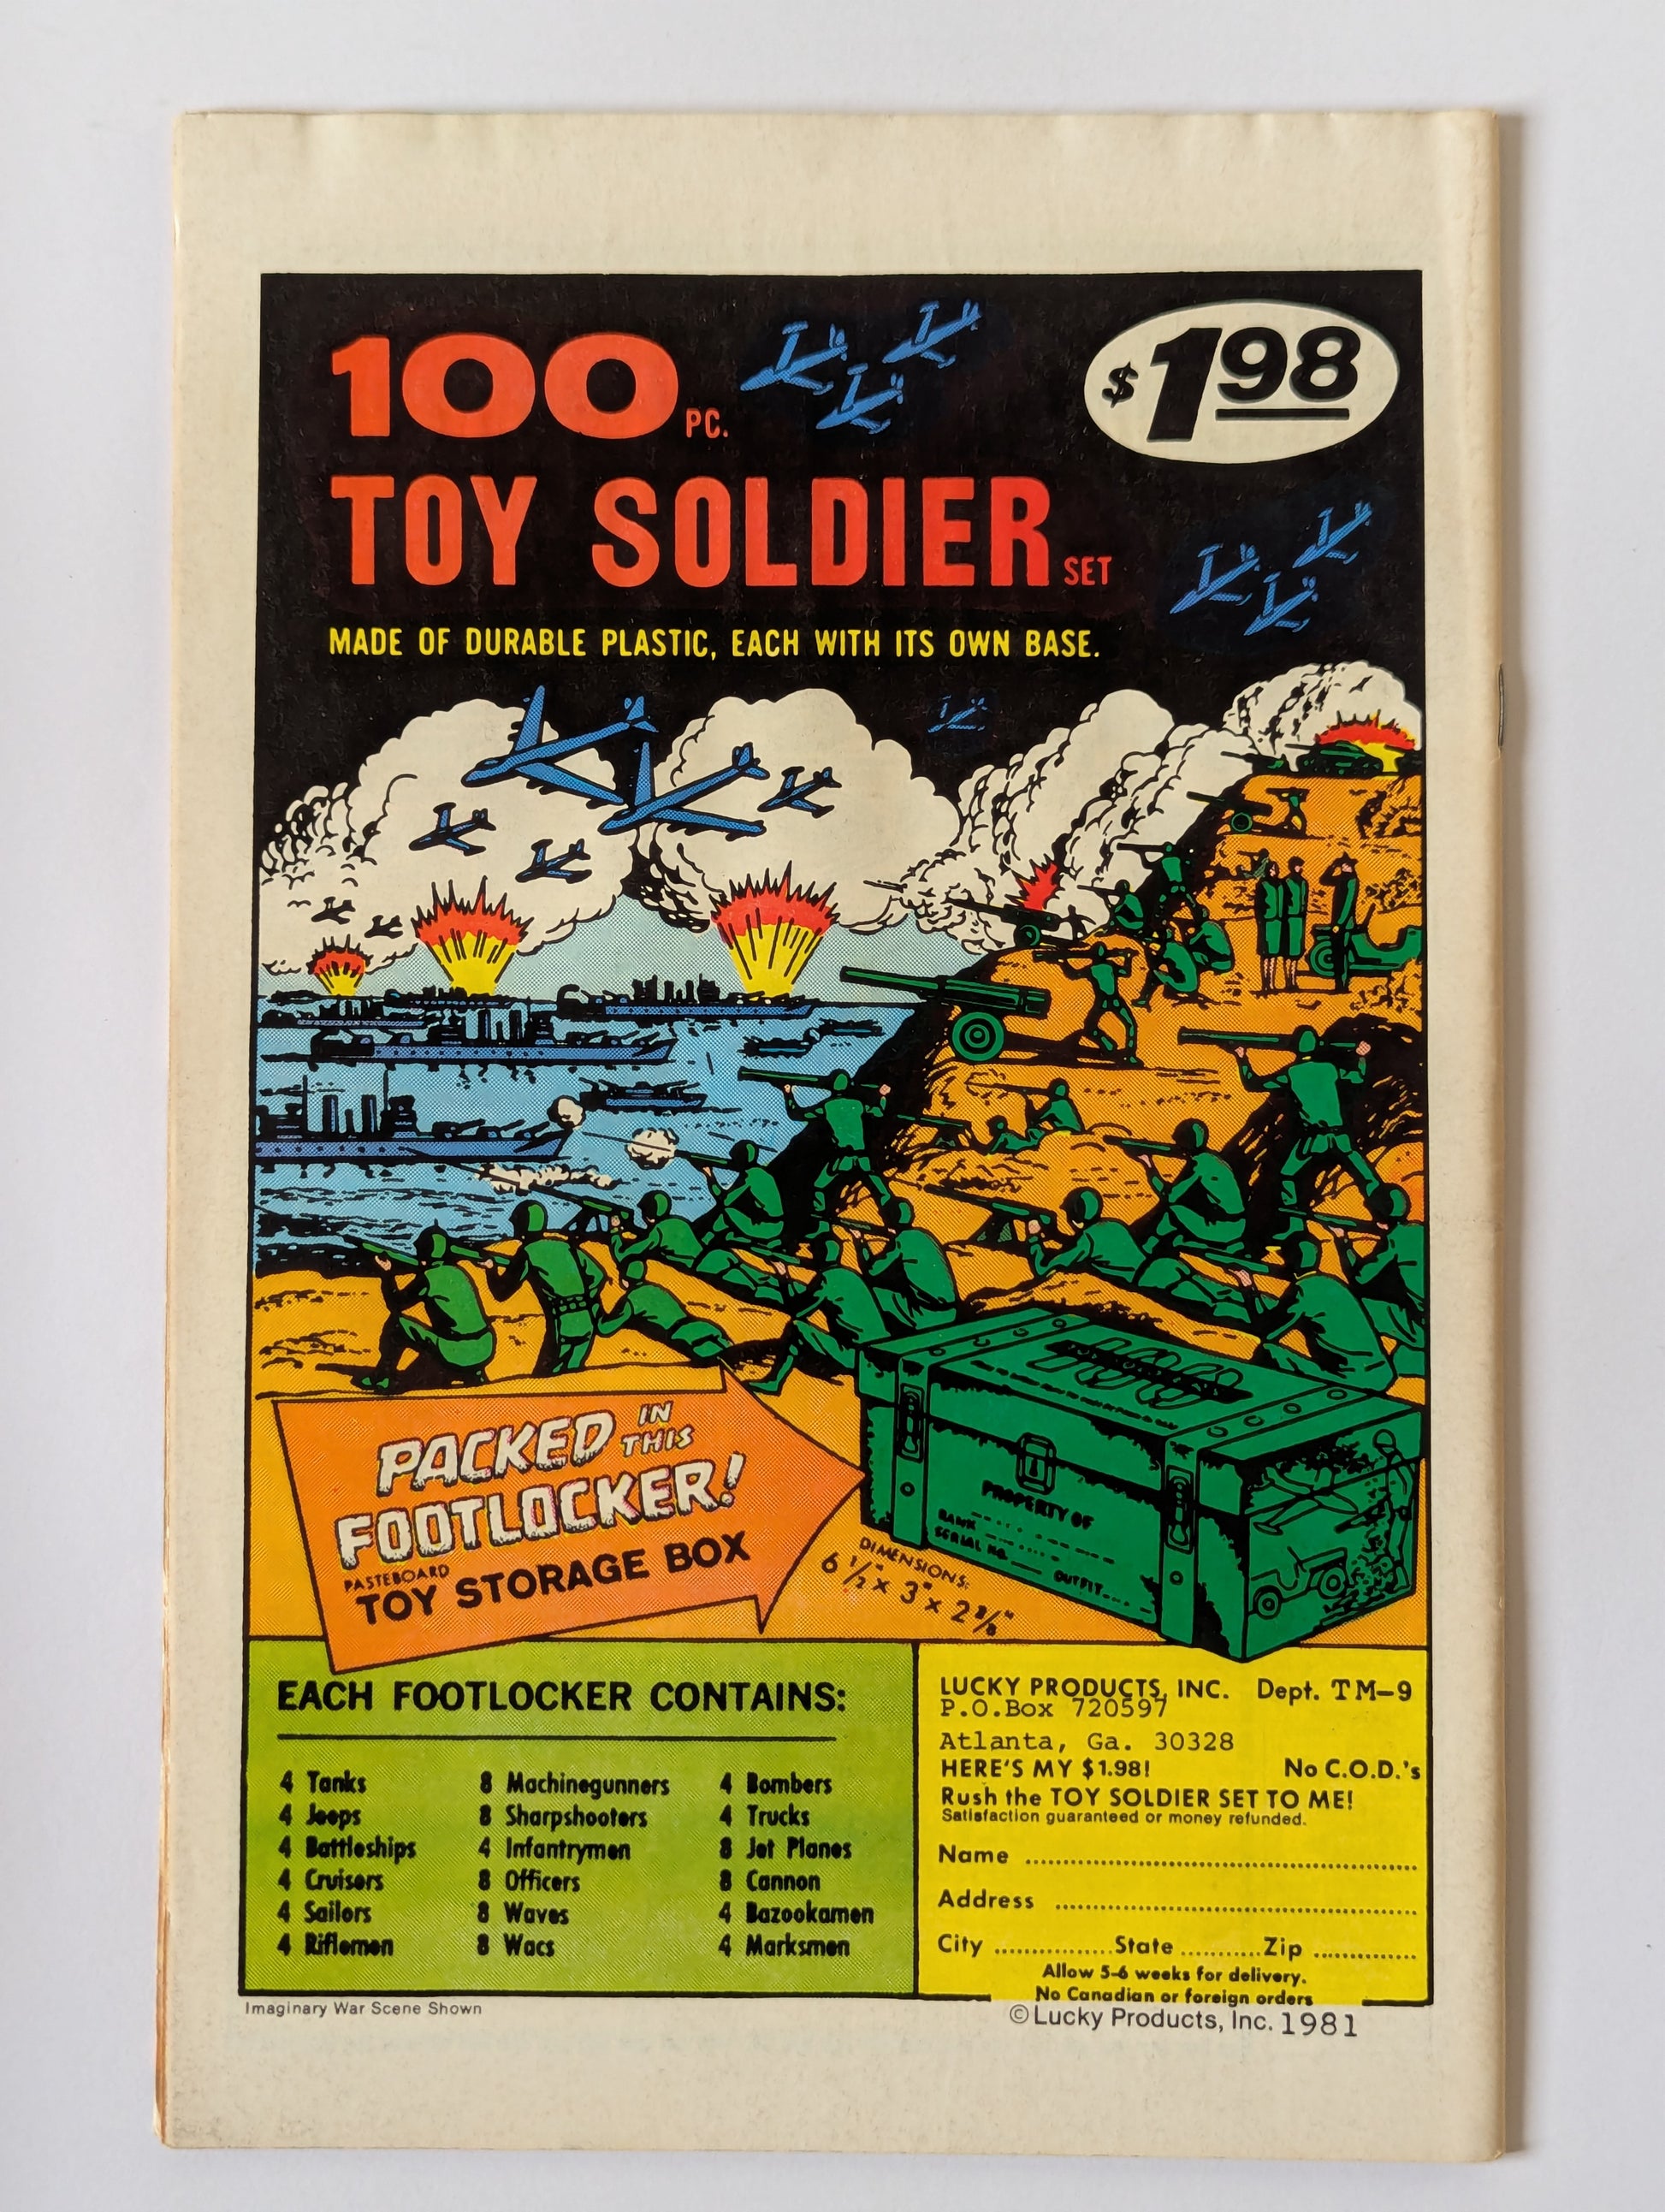 100 PC.
$1.98
TOY SOLDIER SET
MADE OF DURABLE PLASTIC, EACH WITH ITS OWN BASE.
PACKED IN THIS
FOOTLOCKER!
PASTEBOARD
TOY STORAGE BOX
DIMENSIONS:
6 1/2" x 3" x 2 3/8"
PROPERTY OF
RANK
SERIAL NO.
OUTFIT
EACH FOOTLOCKER CONTAINS:
4 Tanks
4 Jeeps
4 Battleships
4 Cruisers
4 Sailors
4 Riflemen
8 Machinegunners
8 Sharpshooters
4 Infantrymen
8 Officers
8 Waves
8 Wacs
4 Bombers
4 Trucks
8 Jet Planes
8 Cannon
4 Bazookamen
4 Marksmen
LUCKY PRODUCTS, INC. Dept. TM-9
P.O.Box 720597
Atlanta, Ga. 30328
HERE'S MY $1.98! No C.O.D.'s
Rush the TOY SOLDIER SET TO ME!
Satisfaction guaranteed or money refunded.
Name
Address
City State Zip
Allow 5-6 weeks for delivery.
No Canadian or foreign orders
Imaginary War Scene Shown
©Lucky Products, Inc. 1981